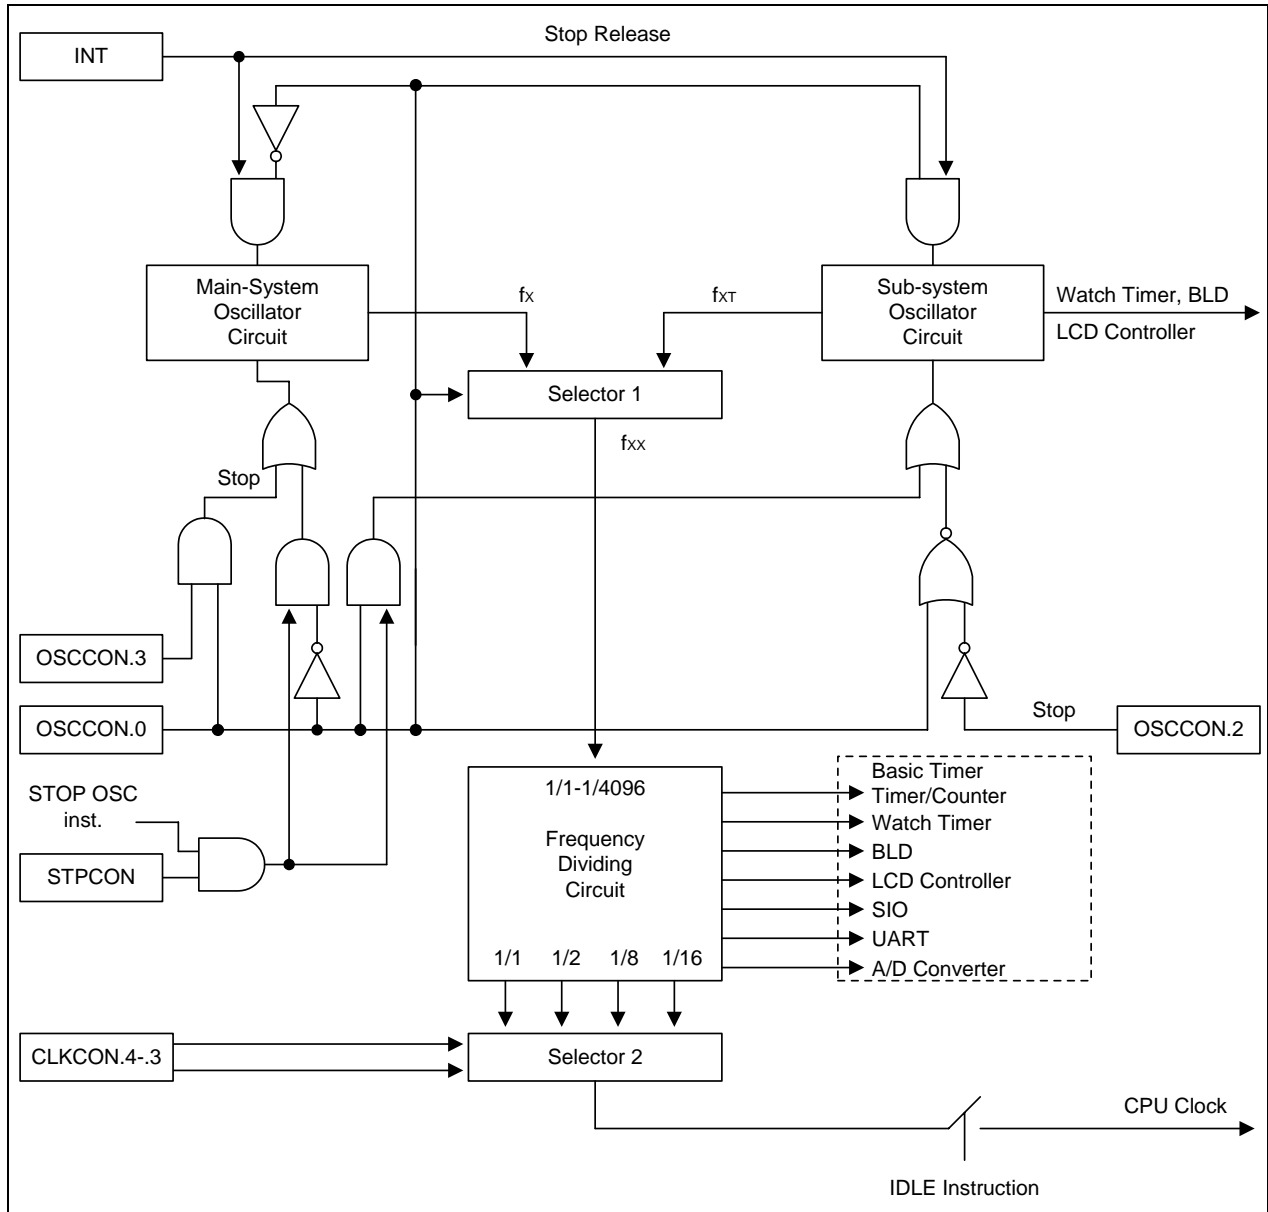 INT
Stop Release
Main-System
Oscillator
Circuit
fX
fXT
Sub-system
Oscillator
Circuit
Watch Timer, BLD
LCD Controller
Selector 1
fXX
Stop
OSCCON.3
OSCCON.0
Stop
OSCCON.2
STOP OSC
inst.
STPCON
1/1-1/4096
Frequency
Dividing
Circuit
1/1 1/2 1/8 1/16
Basic Timer
Timer/Counter
Watch Timer
BLD
LCD Controller
SIO
UART
A/D Converter
CLKCON.4-.3
Selector 2
CPU Clock
IDLE Instruction